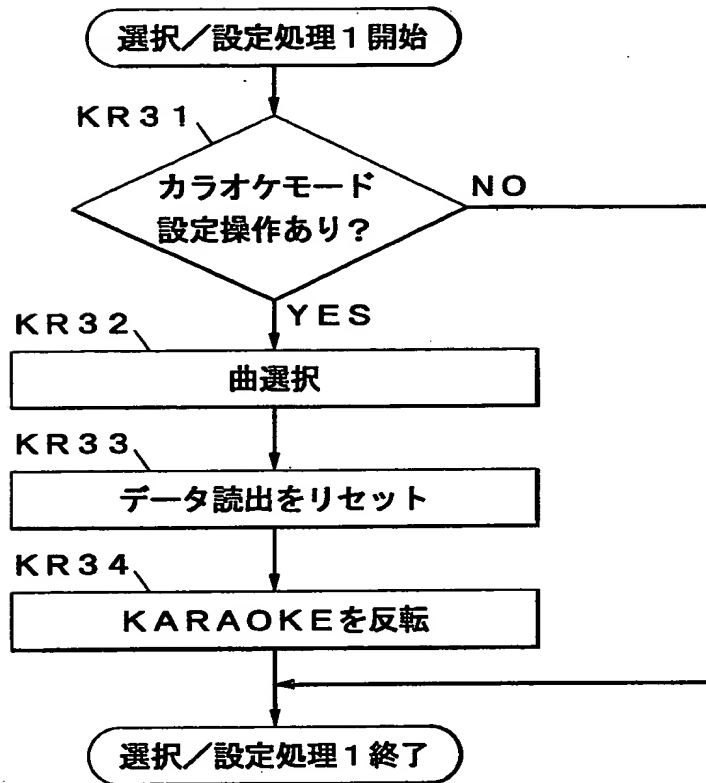 選択／設定処理１開始
ＫＲ３１
カラオケモード
設定操作あり？
ＮＯ
ＹＥＳ
ＫＲ３２
曲選択
ＫＲ３３
データ読出をリセット
ＫＲ３４
ＫＡＲＡＯＫＥを反転
選択／設定処理１終了